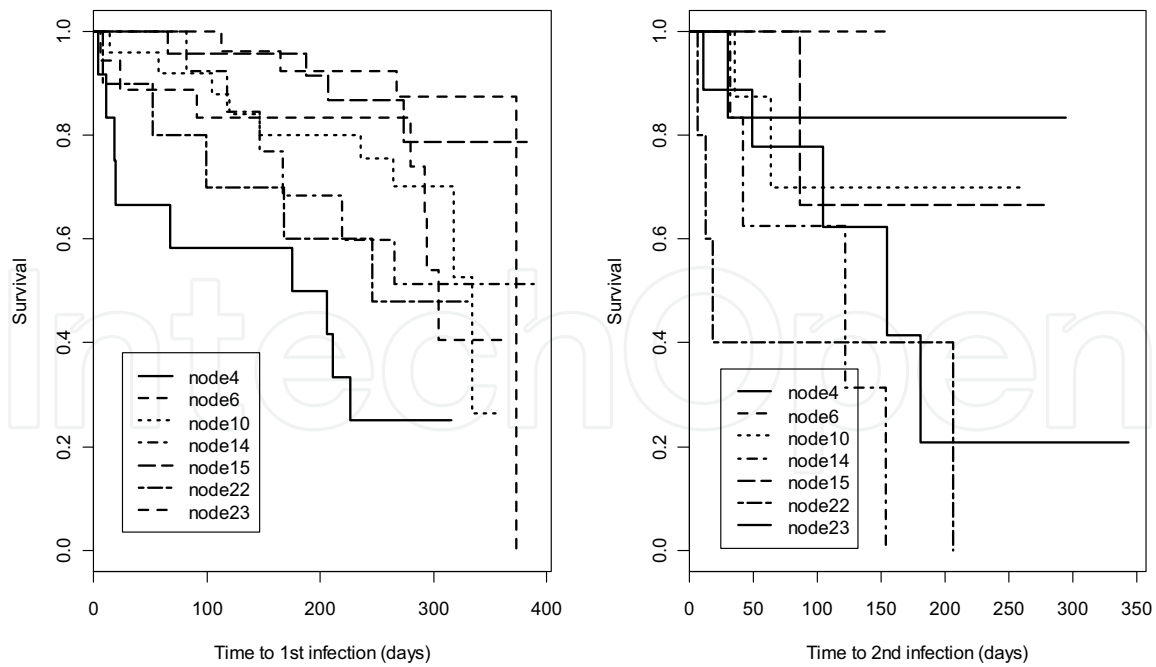 1.0
0.8
0.6
0.4
0.2
0.0
Survival
node4
node6
node10
node14
node15
node22
node23
0
100
200
300
400
Time to 1st infection (days)
1.0
0.8
0.6
0.4
0.2
0.0
Survival
node4
node6
node10
node14
node15
node22
node23
0
50
100
150
200
250
300
350
Time to 2nd infection (days)
IntechOpen